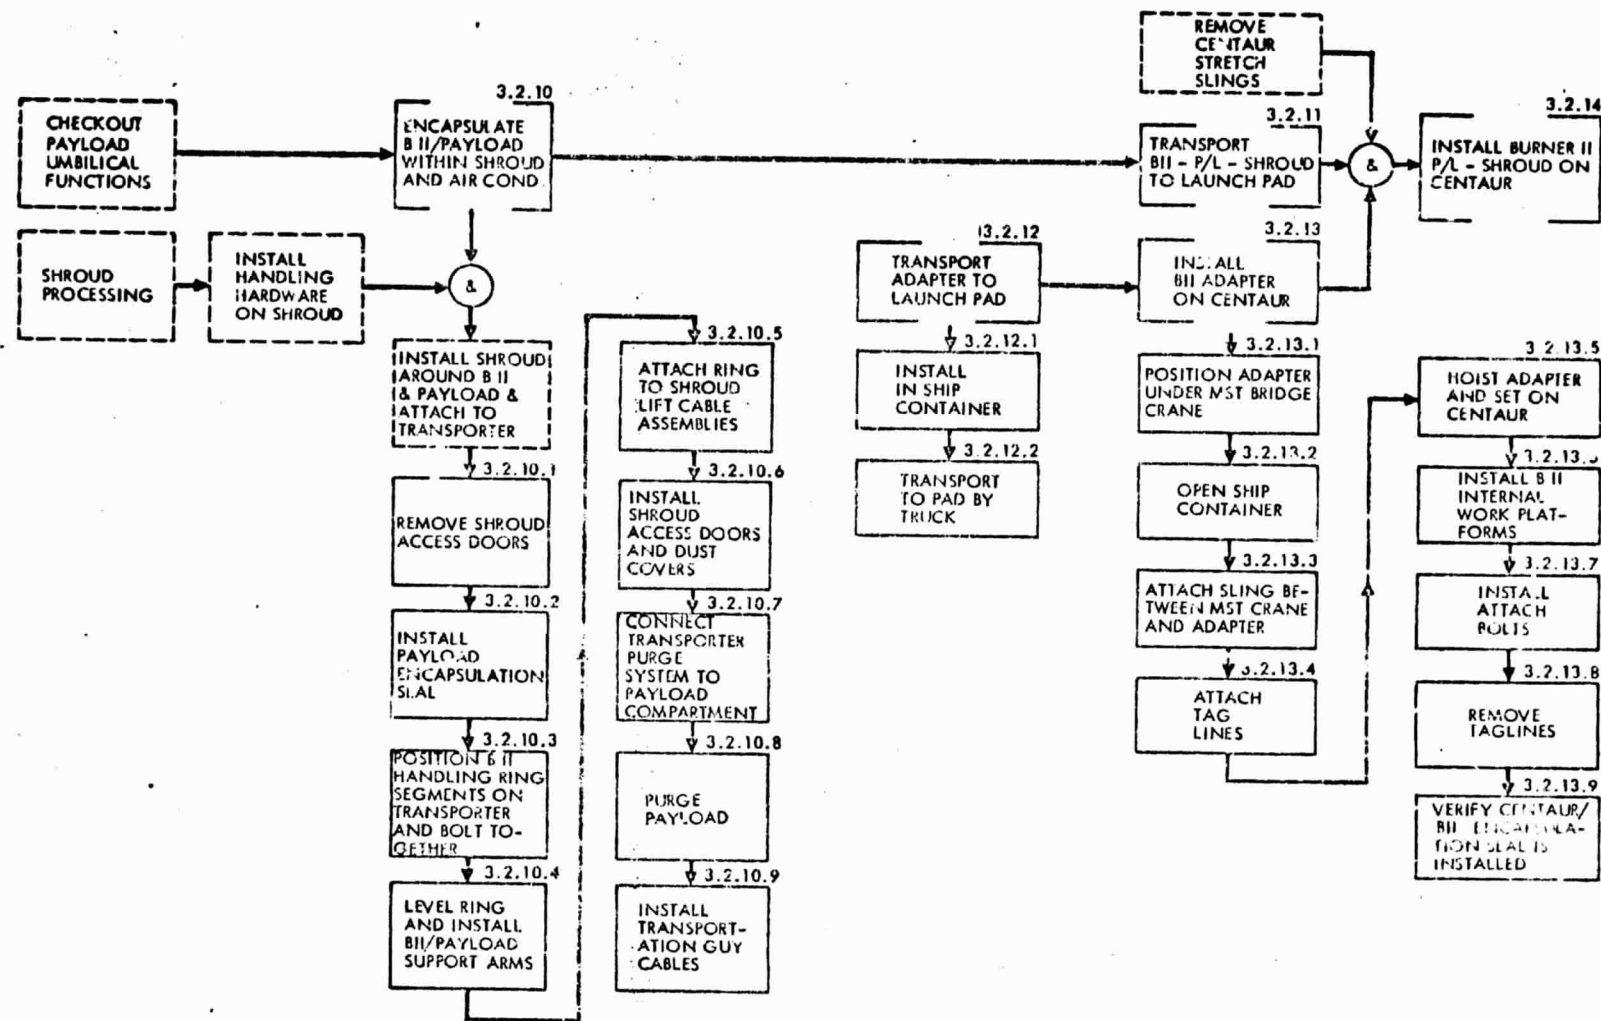 REMOVE
CENTAUR
STRETCH
SLINGS
3.2.10
3.2.11
3.2.14
CHECKOUT
PAYLOAD
UMBILICAL
FUNCTIONS
ENCAPSULATE
B II/PAYLOAD
WITHIN SHROUD
AND AIR COND
TRANSPORT
BII - P/L - SHROUD
TO LAUNCH PAD
&
INSTALL BURNER II
P/L - SHROUD ON
CENTAUR
SHROUD
PROCESSING
INSTALL
HANDLING
HARDWARE
ON SHROUD
&
3.2.12
TRANSPORT
ADAPTER TO
LAUNCH PAD
3.2.13
INSTALL
BII ADAPTER
ON CENTAUR
INSTALL SHROUD
AROUND B II
& PAYLOAD &
ATTACH TO
TRANSPORTER
3.2.10.1
REMOVE SHROUD
ACCESS DOORS
3.2.10.2
INSTALL
PAYLOAD
ENCAPSULATION
SEAL
3.2.10.3
POSITION B II
HANDLING RING
SEGMENTS ON
TRANSPORTER
AND BOLT TO-
GETHER
3.2.10.4
LEVEL RING
AND INSTALL
BII/PAYLOAD
SUPPORT ARMS
3.2.10.5
ATTACH RING
TO SHROUD
LIFT CABLE
ASSEMBLIES
3.2.10.6
INSTALL
SHROUD
ACCESS DOORS
AND DUST
COVERS
3.2.10.7
CONNECT
TRANSPORTER
PURGE
SYSTEM TO
PAYLOAD
COMPARTMENT
3.2.10.8
PURGE
PAYLOAD
3.2.10.9
INSTALL
TRANSPORT-
ATION GUY
CABLES
3.2.12.1
INSTALL
IN SHIP
CONTAINER
3.2.12.2
TRANSPORT
TO PAD BY
TRUCK
3.2.13.1
POSITION ADAPTER
UNDER MST BRIDGE
CRANE
3.2.13.2
OPEN SHIP
CONTAINER
3.2.13.3
ATTACH SLING BE-
TWEEN MST CRANE
AND ADAPTER
3.2.13.4
ATTACH
TAG
LINES
3.2.13.5
HOIST ADAPTER
AND SET ON
CENTAUR
INSTALL B II
INTERNAL
WORK PLAT-
FORMS
3.2.13.7
INSTALL
ATTACH
BOLTS
3.2.13.8
REMOVE
TAGLINES
3.2.13.9
VERIFY CENTAUR/
BII ENCAPSULA-
TION SEAL IS
INSTALLED